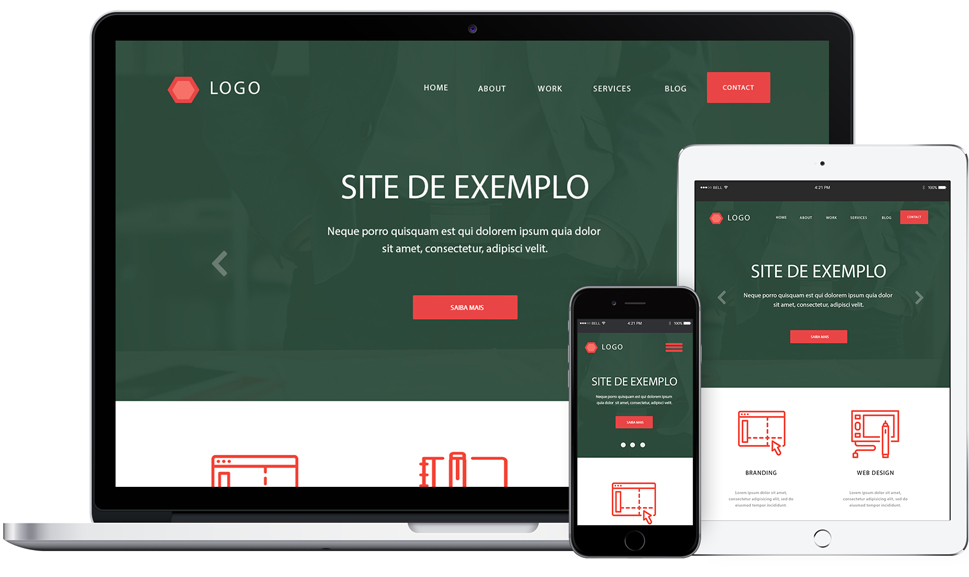 LOGO
HOME ABOUT WORK SERVICES BLOG CONTACT
SITE DE EXEMPLO
Neque porro quisquam est qui dolorem ipsum quia dolor
sit amet, consectetur, adipisci velit.
SAIBA MAIS
BELL 4:21 PM 100%
LOGO
HOME ABOUT WORK SERVICES BLOG CONTACT
SITE DE EXEMPLO
Neque porro quisquam est qui dolorem ipsum quia dolor
sit amet, consectetur, adipisci velit.
SAIBA MAIS
BRANDING
Lorem ipsum dolor sit amet,
consectetur adipiscing elit, sed do
eiusmod tempor incididunt
WEB DESIGN
Lorem ipsum dolor sit amet,
consectetur adipiscing elit, sed do
eiusmod tempor incididunt
BELL 4:21 PM 100%
LOGO
SITE DE EXEMPLO
Neque porro quisquam est qui dolorem ipsum
quia dolor sit amet, consectetur, adipisci velit.
SAIBA MAIS